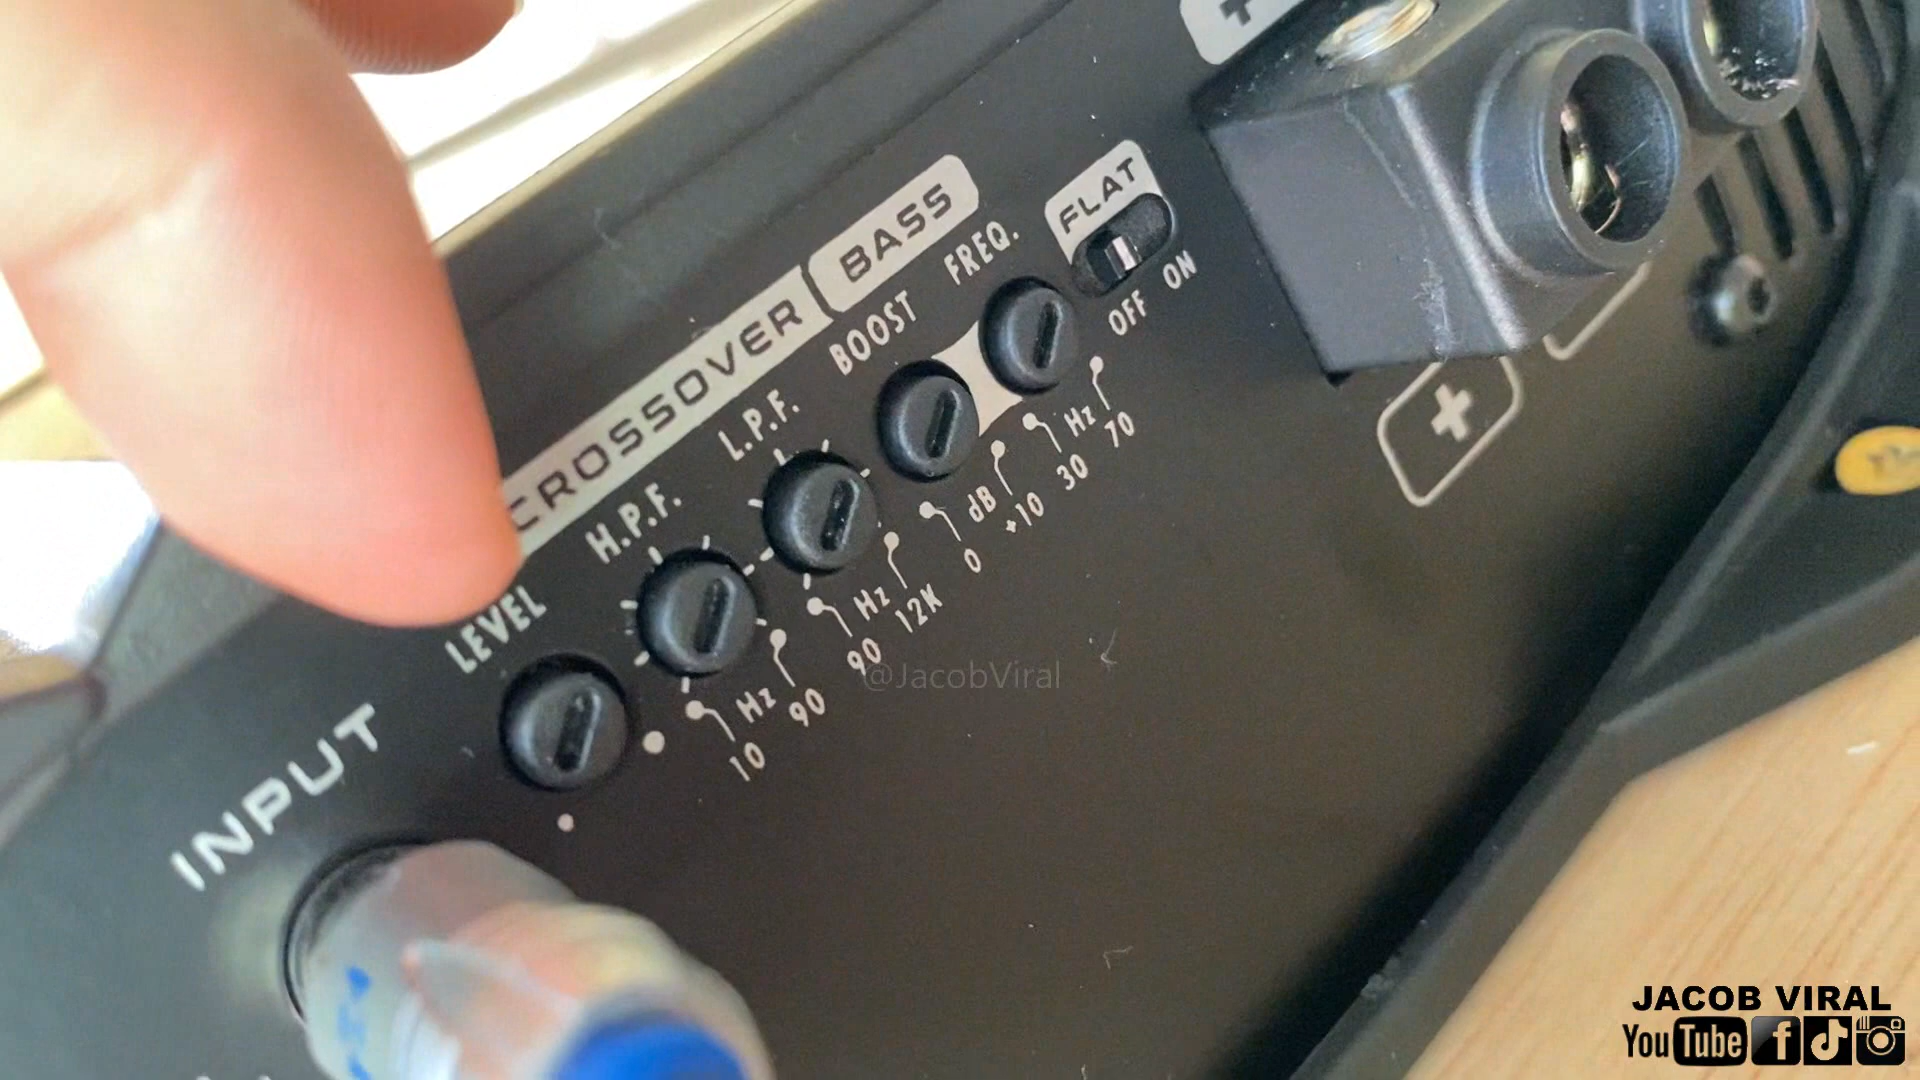 CROSSOVER BASS
FLAT
LEVEL H.P.F. L.P.F. BOOST FREQ.
OFF ON
INPUT
Hz
10 90
Hz
90 12K
dB
0 +10
Hz
30 70
+
@JacobViral
JACOB VIRAL
YouTube